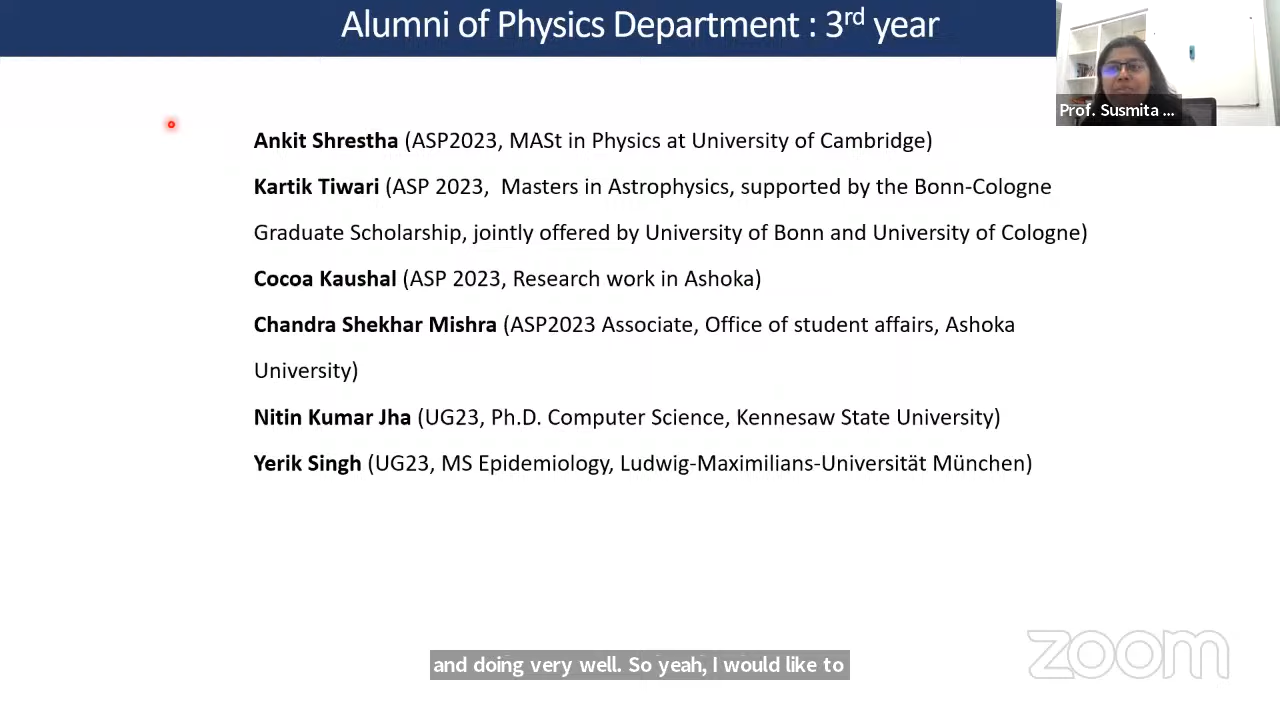 Alumni of Physics Department : 3rd year
Prof. Susmita ...
Ankit Shrestha (ASP2023, MASt in Physics at University of Cambridge)
Kartik Tiwari (ASP 2023,  Masters in Astrophysics, supported by the Bonn-Cologne
Graduate Scholarship, jointly offered by University of Bonn and University of Cologne)
Cocoa Kaushal (ASP 2023, Research work in Ashoka)
Chandra Shekhar Mishra (ASP2023 Associate, Office of student affairs, Ashoka
University)
Nitin Kumar Jha (UG23, Ph.D. Computer Science, Kennesaw State University)
Yerik Singh (UG23, MS Epidemiology, Ludwig-Maximilians-Universität München)
and doing very well. So yeah, I would like to
zoom